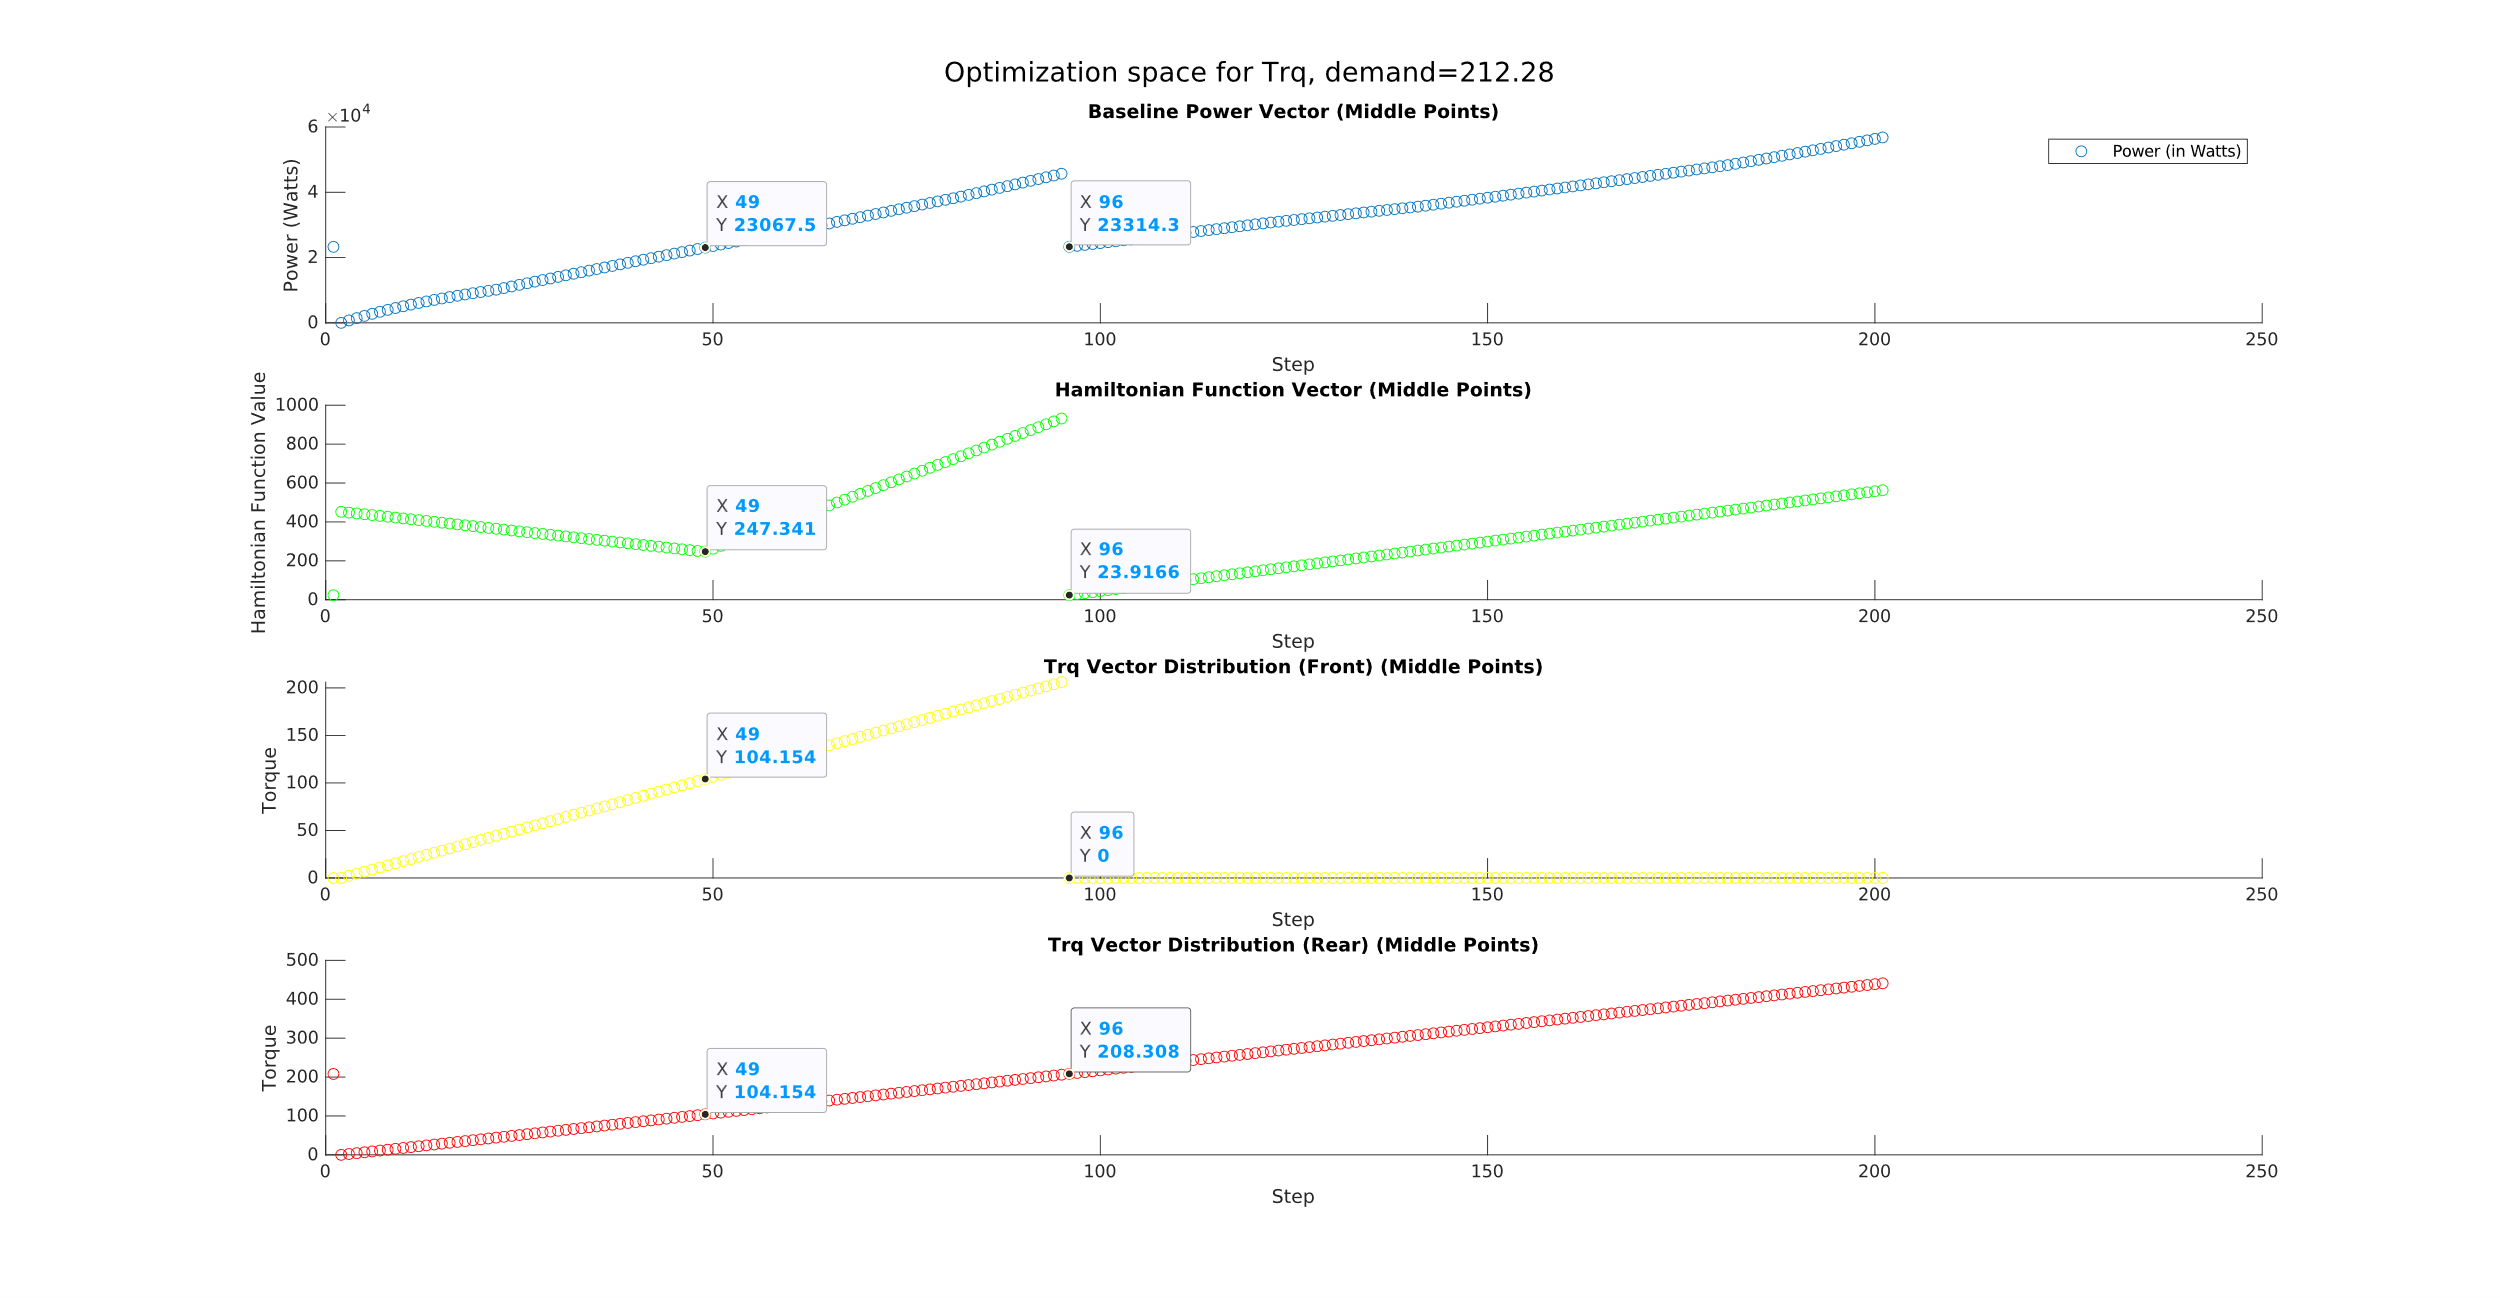 Optimization space for Trq, demand=212.28
Baseline Power Vector (Middle Points)
×10⁴
6
4
2
0
Power (Watts)
Power (in Watts)
X 49
Y 23067.5
X 96
Y 23314.3
0 50 100 150 200 250
Step
Hamiltonian Function Vector (Middle Points)
1000
800
600
400
200
0
Hamiltonian Function Value
X 49
Y 247.341
X 96
Y 23.9166
0 50 100 150 200 250
Step
Trq Vector Distribution (Front) (Middle Points)
200
150
100
50
0
Torque
X 49
Y 104.154
X 96
Y 0
0 50 100 150 200 250
Step
Trq Vector Distribution (Rear) (Middle Points)
500
400
300
200
100
0
Torque
X 49
Y 104.154
X 96
Y 208.308
0 50 100 150 200 250
Step